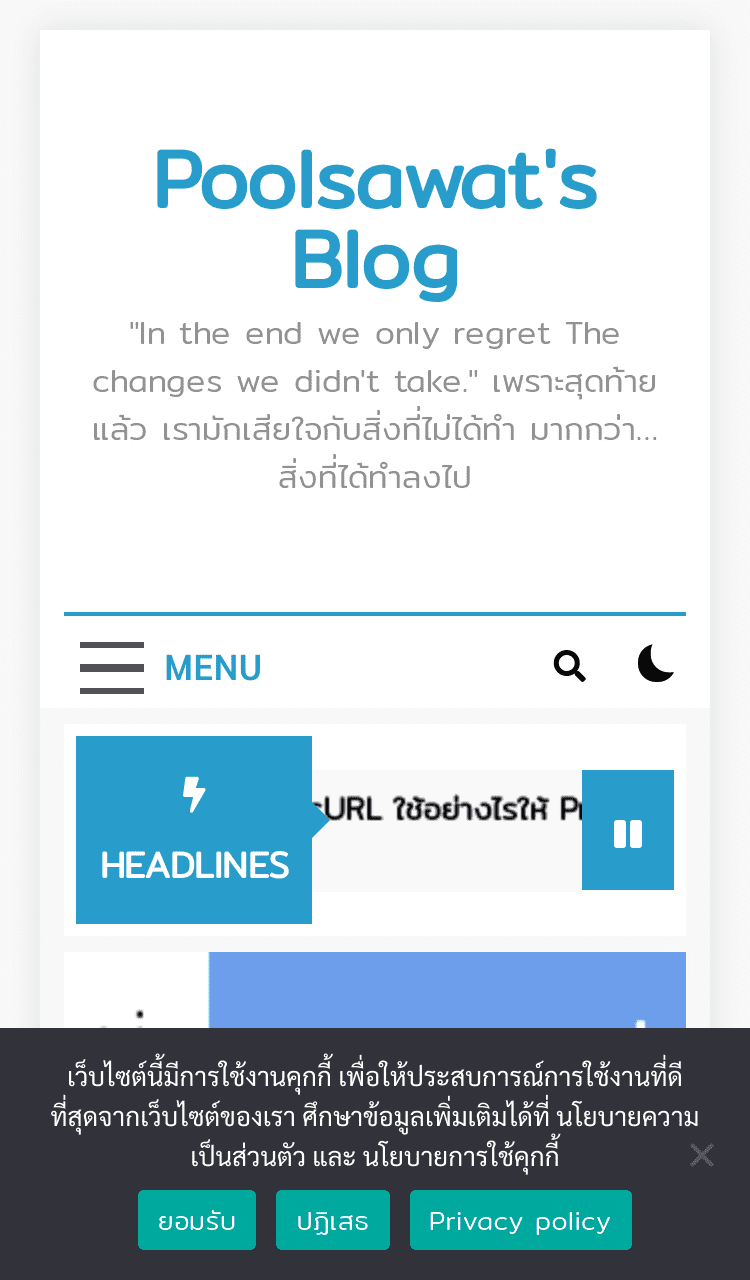 Poolsawat's
Blog
"In the end we only regret The
changes we didn't take." เพราะสุดท้าย
แล้ว เรามักเสียใจกับสิ่งที่ไม่ได้ทำ มากกว่า...
สิ่งที่ได้ทำลงไป
MENU
HEADLINES
URL ใช้อย่างไรให้
เว็บไซต์นี้มีการใช้งานคุกกี้ เพื่อให้ประสบการณ์การใช้งานที่ดี
ที่สุดจากเว็บไซต์ของเรา ศึกษาข้อมูลเพิ่มเติมได้ที่ นโยบายความ
เป็นส่วนตัว และ นโยบายการใช้คุกกี้
ยอมรับ
ปฏิเสธ
Privacy policy